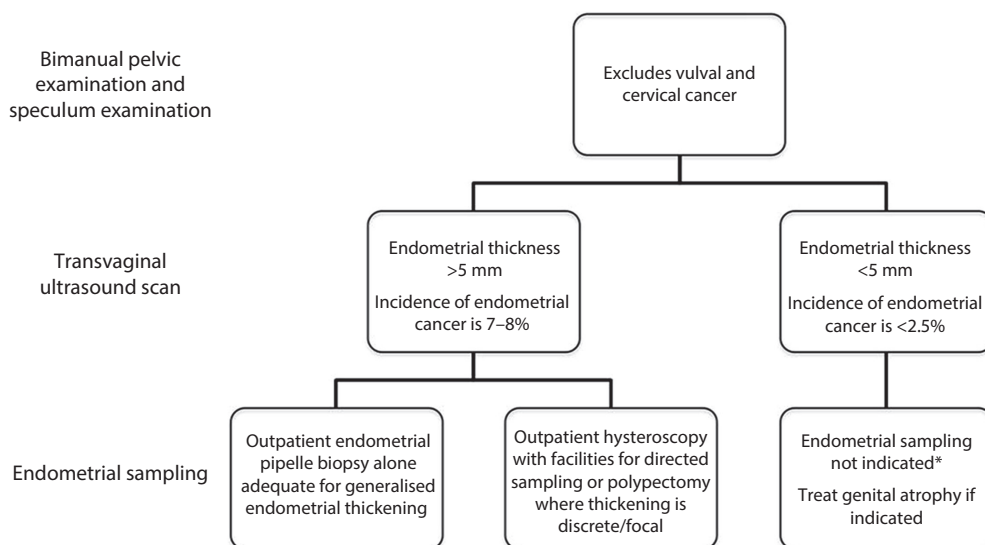 Bimanual pelvic
examination and
speculum examination
Excludes vulval and
cervical cancer
Transvaginal
ultrasound scan
Endometrial thickness
>5 mm
Incidence of endometrial
cancer is 7–8%
Endometrial thickness
<5 mm
Incidence of endometrial
cancer is <2.5%
Endometrial sampling
Outpatient endometrial
pipelle biopsy alone
adequate for generalised
endometrial thickening
Outpatient hysteroscopy
with facilities for directed
sampling or polypectomy
where thickening is
discrete/focal
Endometrial sampling
not indicated*
Treat genital atrophy if
indicated